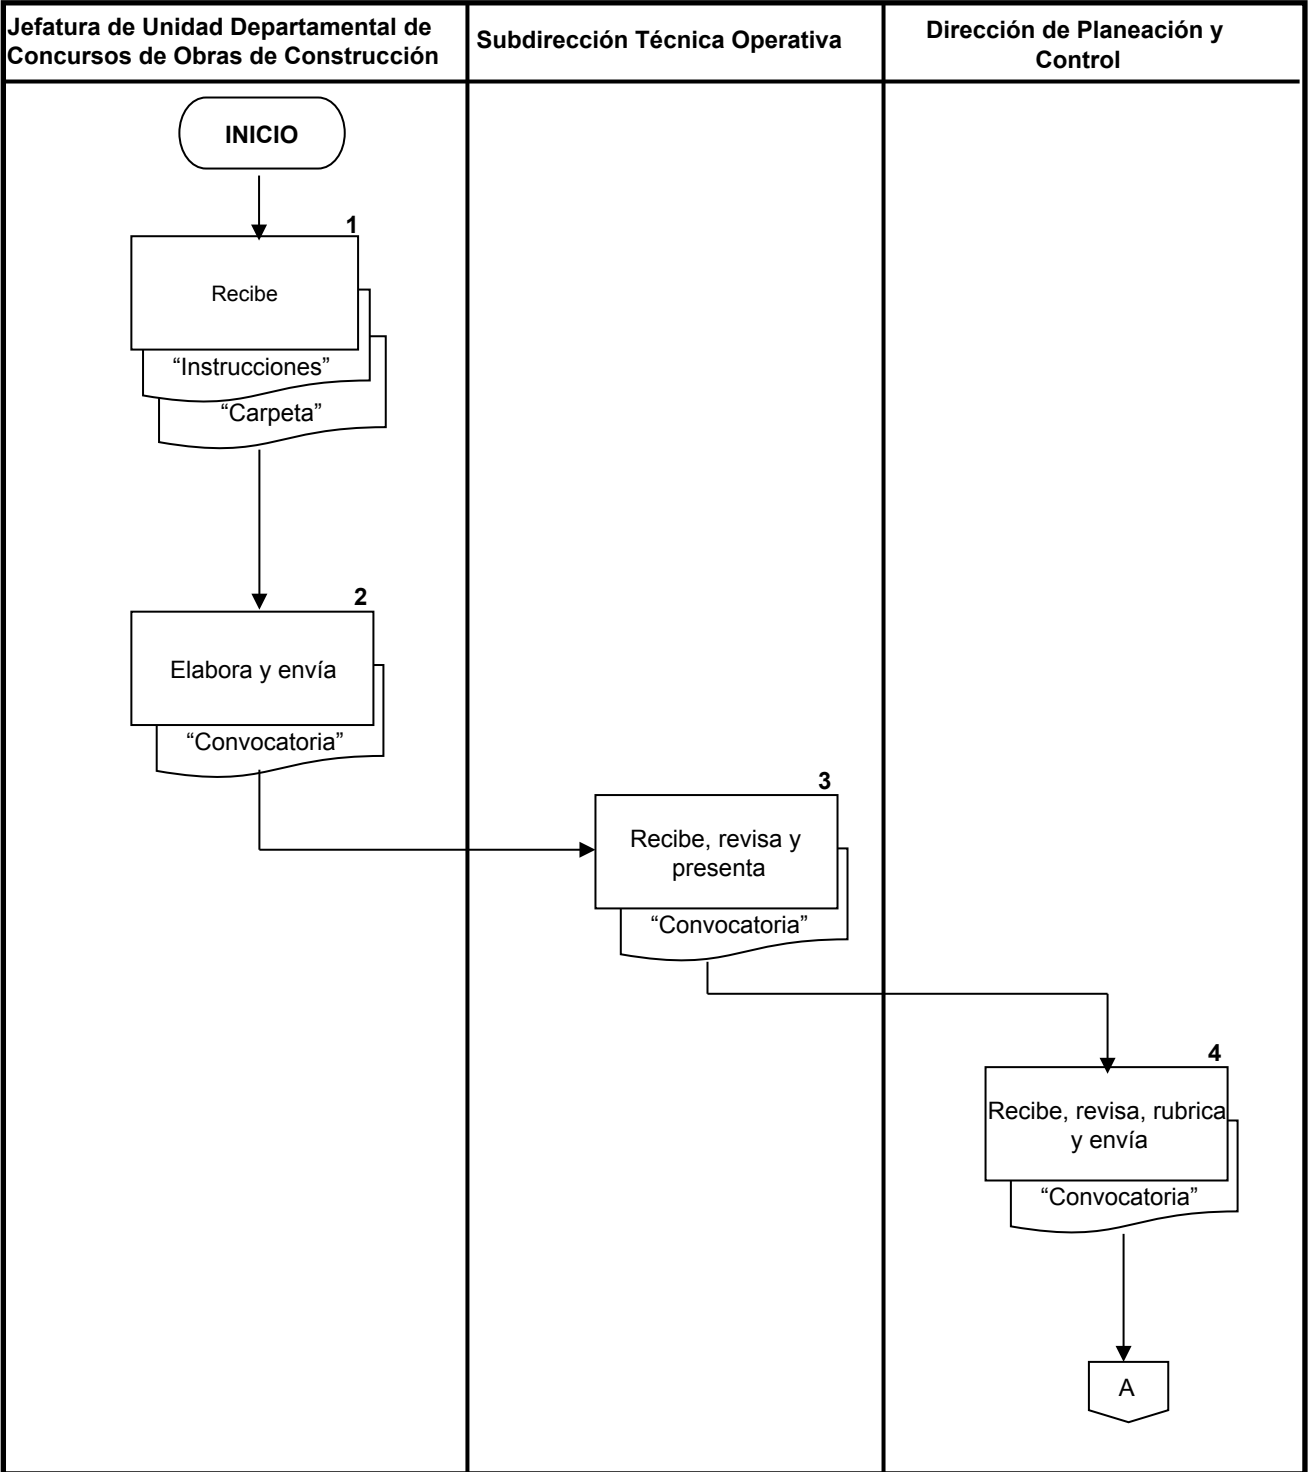 Jefatura de Unidad Departamental de
Concursos de Obras de Construcción
Subdirección Técnica Operativa
Dirección de Planeación y
Control
INICIO
1
Recibe
“Instrucciones”
“Carpeta”
2
Elabora y envía
“Convocatoria”
3
Recibe, revisa y
presenta
“Convocatoria”
4
Recibe, revisa, rubrica
y envía
“Convocatoria”
A